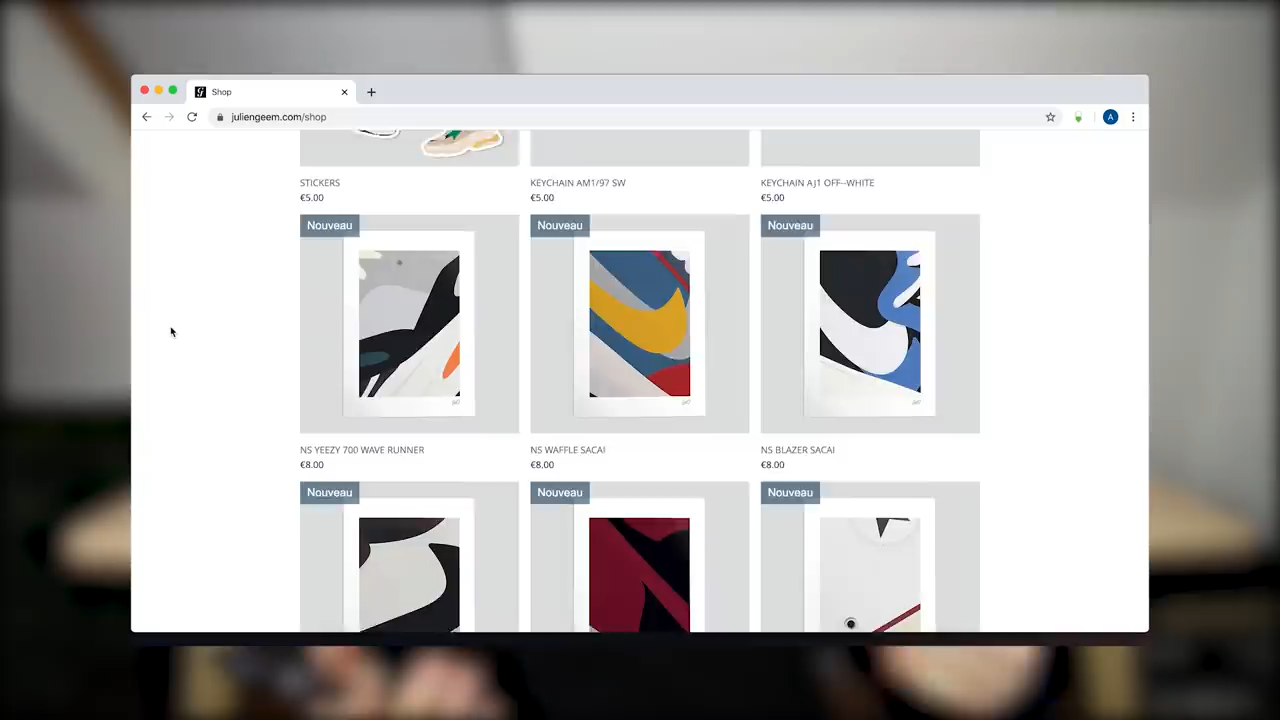 Shop
juliengeem.com/shop
A
STICKERS
€5.00
KEYCHAIN AM1/97 SW
€5.00
KEYCHAIN AJ1 OFF--WHITE
€5.00
Nouveau
Nouveau
Nouveau
NS YEEZY 700 WAVE RUNNER
€8.00
NS WAFFLE SACAI
€8.00
NS BLAZER SACAI
€8.00
Nouveau
Nouveau
Nouveau